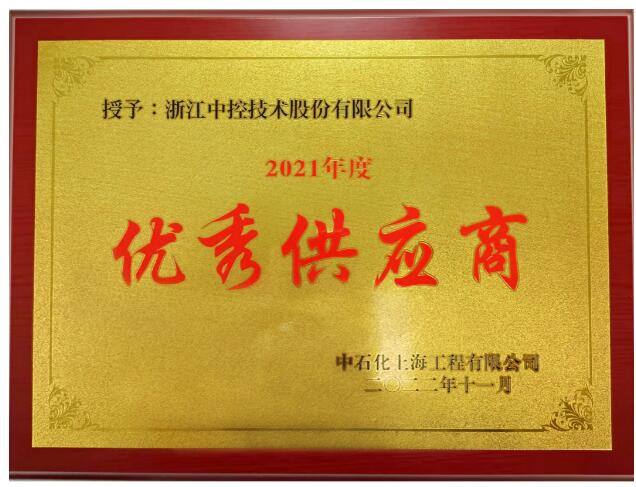 授予：浙江中控技术股份有限公司
2021年度
优秀供应商
中石化上海工程有限公司
二〇二二年十一月